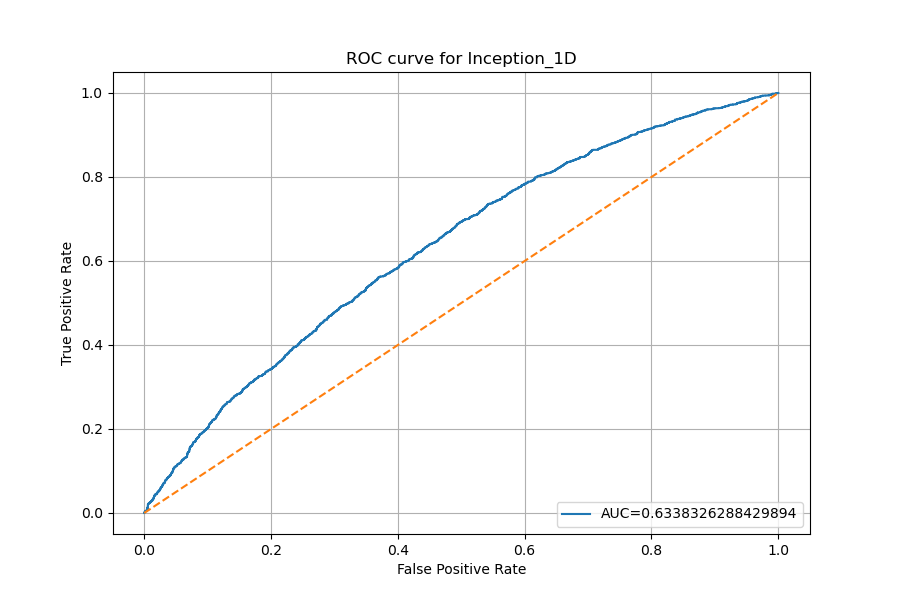 ROC curve for Inception_1D
1.0
0.8
0.6
0.4
0.2
0.0
True Positive Rate
AUC=0.6338326288429894
0.0 0.2 0.4 0.6 0.8 1.0
False Positive Rate